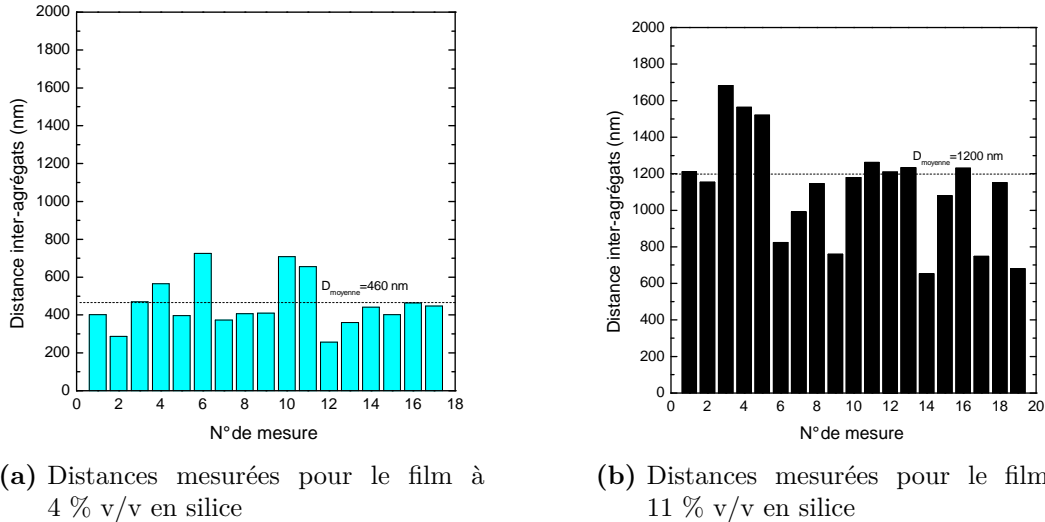 2000
1800
1600
1400
1200
1000
800
600
400
200
0
Distance inter-agrégats (nm)
D_moyenne=460 nm
0 2 4 6 8 10 12 14 16 18
N° de mesure
(a) Distances mesurées pour le film à
4 % v/v en silice
2000
1800
1600
1400
1200
1000
800
600
400
200
0
Distance inter-agrégats (nm)
D_moyenne=1200 nm
0 2 4 6 8 10 12 14 16 18 20
N° de mesure
(b) Distances mesurées pour le film
11 % v/v en silice